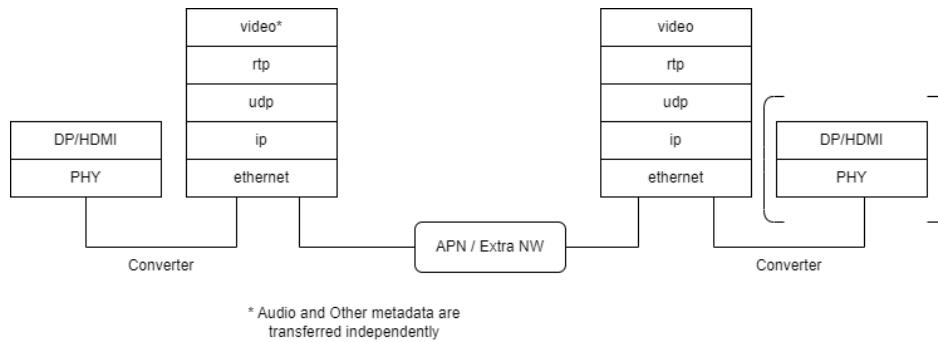 video*
rtp
udp
ip
ethernet
DP/HDMI
PHY
Converter
APN / Extra NW
video
rtp
udp
ip
ethernet
DP/HDMI
PHY
Converter
* Audio and Other metadata are
transferred independently